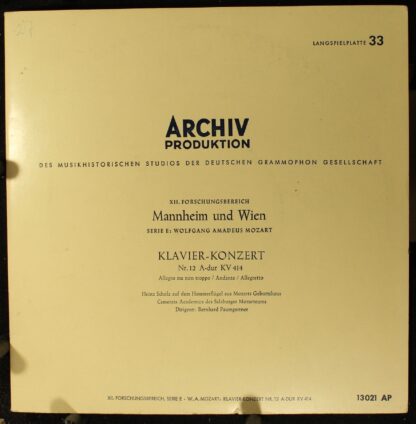 LANGSPIELPLATTE 33
ARCHIV
PRODUKTION
DES MUSIKHISTORISCHEN STUDIOS DER DEUTSCHEN GRAMMOPHON GESELLSCHAFT
XII. FORSCHUNGSBEREICH
Mannheim und Wien
SERIE E: WOLFGANG AMADEUS MOZART
KLAVIER-KONZERT
Nr. 12 A-dur KV 414
Allegro ma non troppo / Andante / Allegretto
Heinz Scholz auf dem Hammerflügel aus Mozarts Geburtshaus
Camerata Academica des Salzburger Mozarteums
Dirigent: Bernhard Paumgartner
XII. FORSCHUNGSBEREICH, SERIE E - W. A. MOZART: KLAVIER-KONZERT NR. 12 A-DUR KV 414
13021 AP